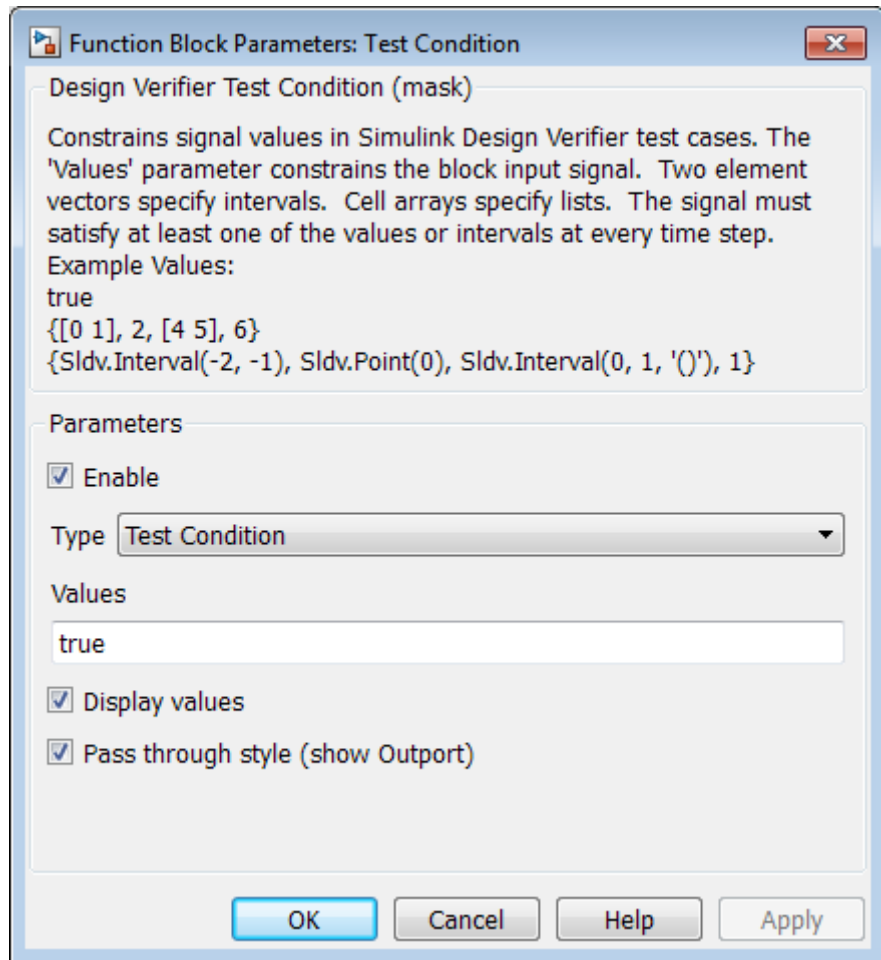 Function Block Parameters: Test Condition
Design Verifier Test Condition (mask)
Constrains signal values in Simulink Design Verifier test cases. The
'Values' parameter constrains the block input signal.  Two element
vectors specify intervals.  Cell arrays specify lists.  The signal must
satisfy at least one of the values or intervals at every time step.
Example Values:
true
{[0 1], 2, [4 5], 6}
{Sldv.Interval(-2, -1), Sldv.Point(0), Sldv.Interval(0, 1, '()'), 1}
Parameters
Enable
Type Test Condition
Values
true
Display values
Pass through style (show Outport)
OK Cancel Help Apply